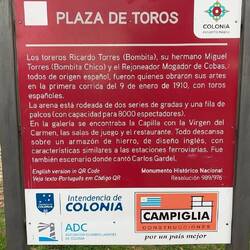 PLAZA DE TOROS
COLONIA
Los toreros Ricardo Torres (Bombita), su hermano Miguel
Torres (Bombita Chico) y el Rejoneador Mogador de Cobas,
todos de origen español, fueron quienes obraron sus artes
en la primera corrida del 9 de enero de 1910, con toros
españoles.
La arena está rodeada de dos series de gradas y una fila de
palcos (con capacidad para 8000 espectadores).
En la galería se encontraba la Capilla con la Virgen del
Carmen, las salas de juego y el restaurante. Todo descansa
sobre un armazón de hierro, de diseño inglés, con
características similares a las estaciones ferroviarias. Fue
también escenario donde cantó Carlos Gardel.
English version in QR Code
Veja texto Português em Código QR
Monumento Histórico Nacional
Resolución 989/976
Intendencia de
COLONIA
ADC
CAMPIGLIA
CONSTRUCCIONES
por un país mejor